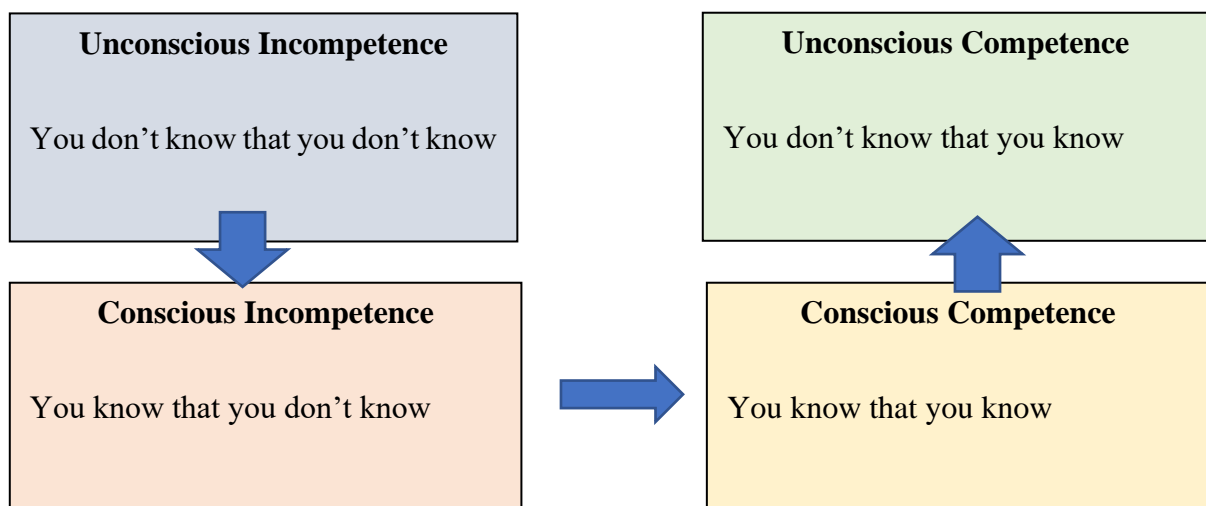 Unconscious Incompetence
You don’t know that you don’t know
Unconscious Competence
You don’t know that you know
Conscious Incompetence
You know that you don’t know
Conscious Competence
You know that you know